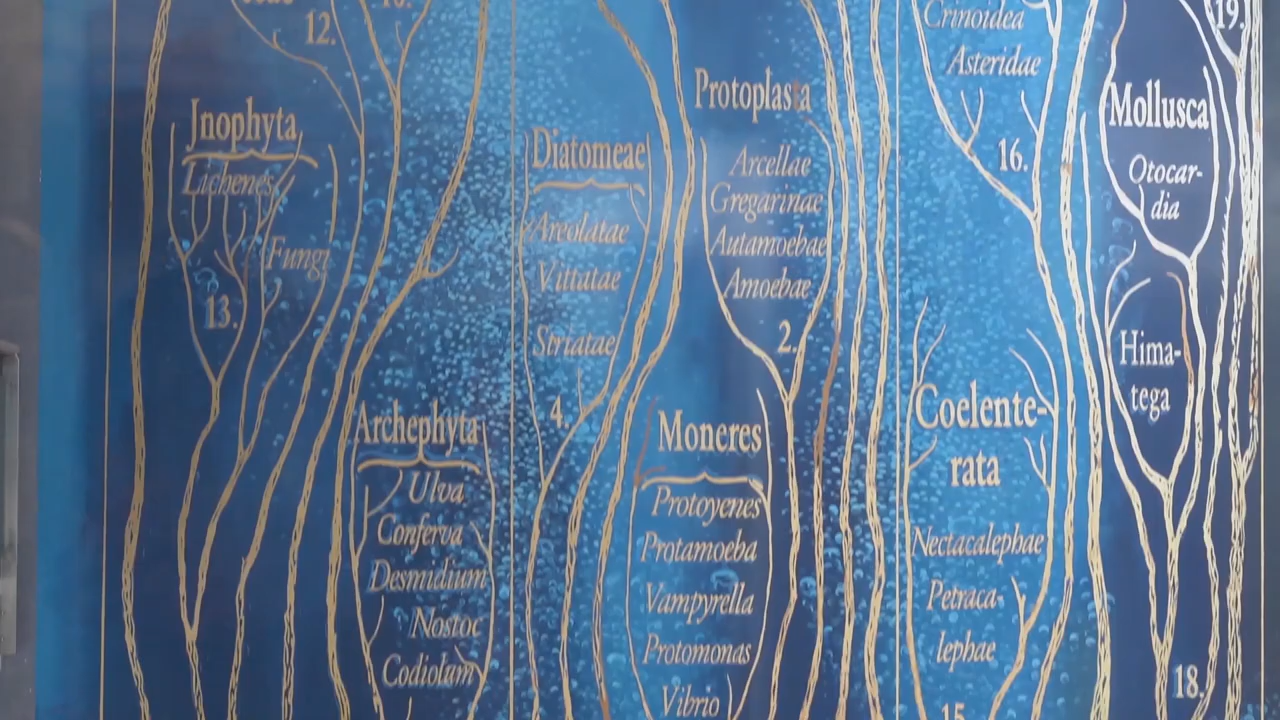 12.
Jnophyta
Lichenes
Fungi
13.
Archephyta
Ulva
Conferva
Desmidium
Nostoc
Codiolum
Diatomeae
Areolatae
Vittatae
Striatae
4.
Protoplasta
Arcellae
Gregarinae
Autamoebae
Amoebae
2.
Moneres
Protoyenes
Protamoeba
Vampyrella
Protomonas
Vibrio
Crinoidea
Asteridae
16.
Coelente-
rata
Nectacalephae
Petraca-
lephae
15.
19.
Mollusca
Otocar-
dia
Hima-
tega
18.